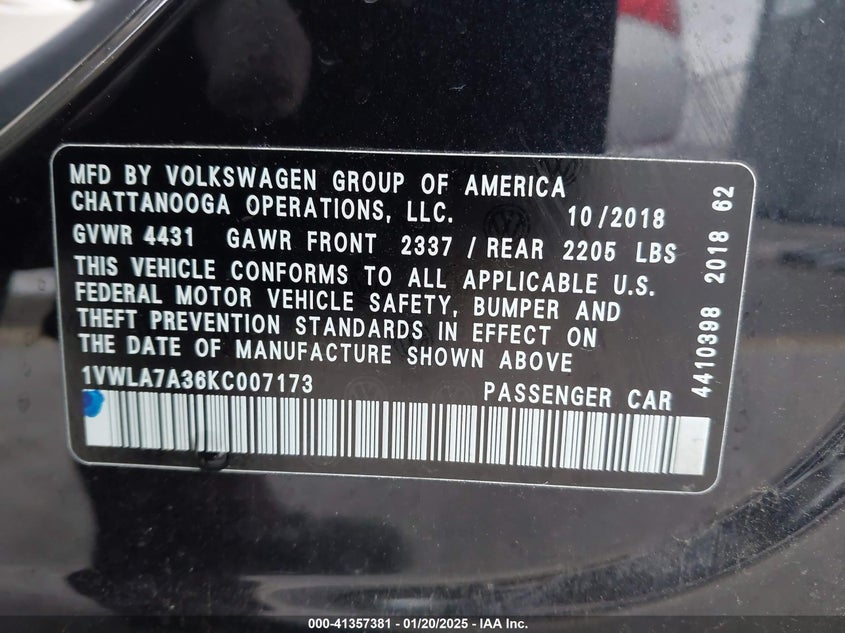 MFD BY VOLKSWAGEN GROUP OF AMERICA
CHATTANOOGA OPERATIONS, LLC. 10/2018
GVWR 4431 GAWR FRONT 2337 / REAR 2205 LBS
THIS VEHICLE CONFORMS TO ALL APPLICABLE U.S.
FEDERAL MOTOR VEHICLE SAFETY, BUMPER AND
THEFT PREVENTION STANDARDS IN EFFECT ON
THE DATE OF MANUFACTURE SHOWN ABOVE
1VWLA7A36KC007173 PASSENGER CAR
4410398 2018 62
000-41357381 - 01/20/2025 - IAA Inc.